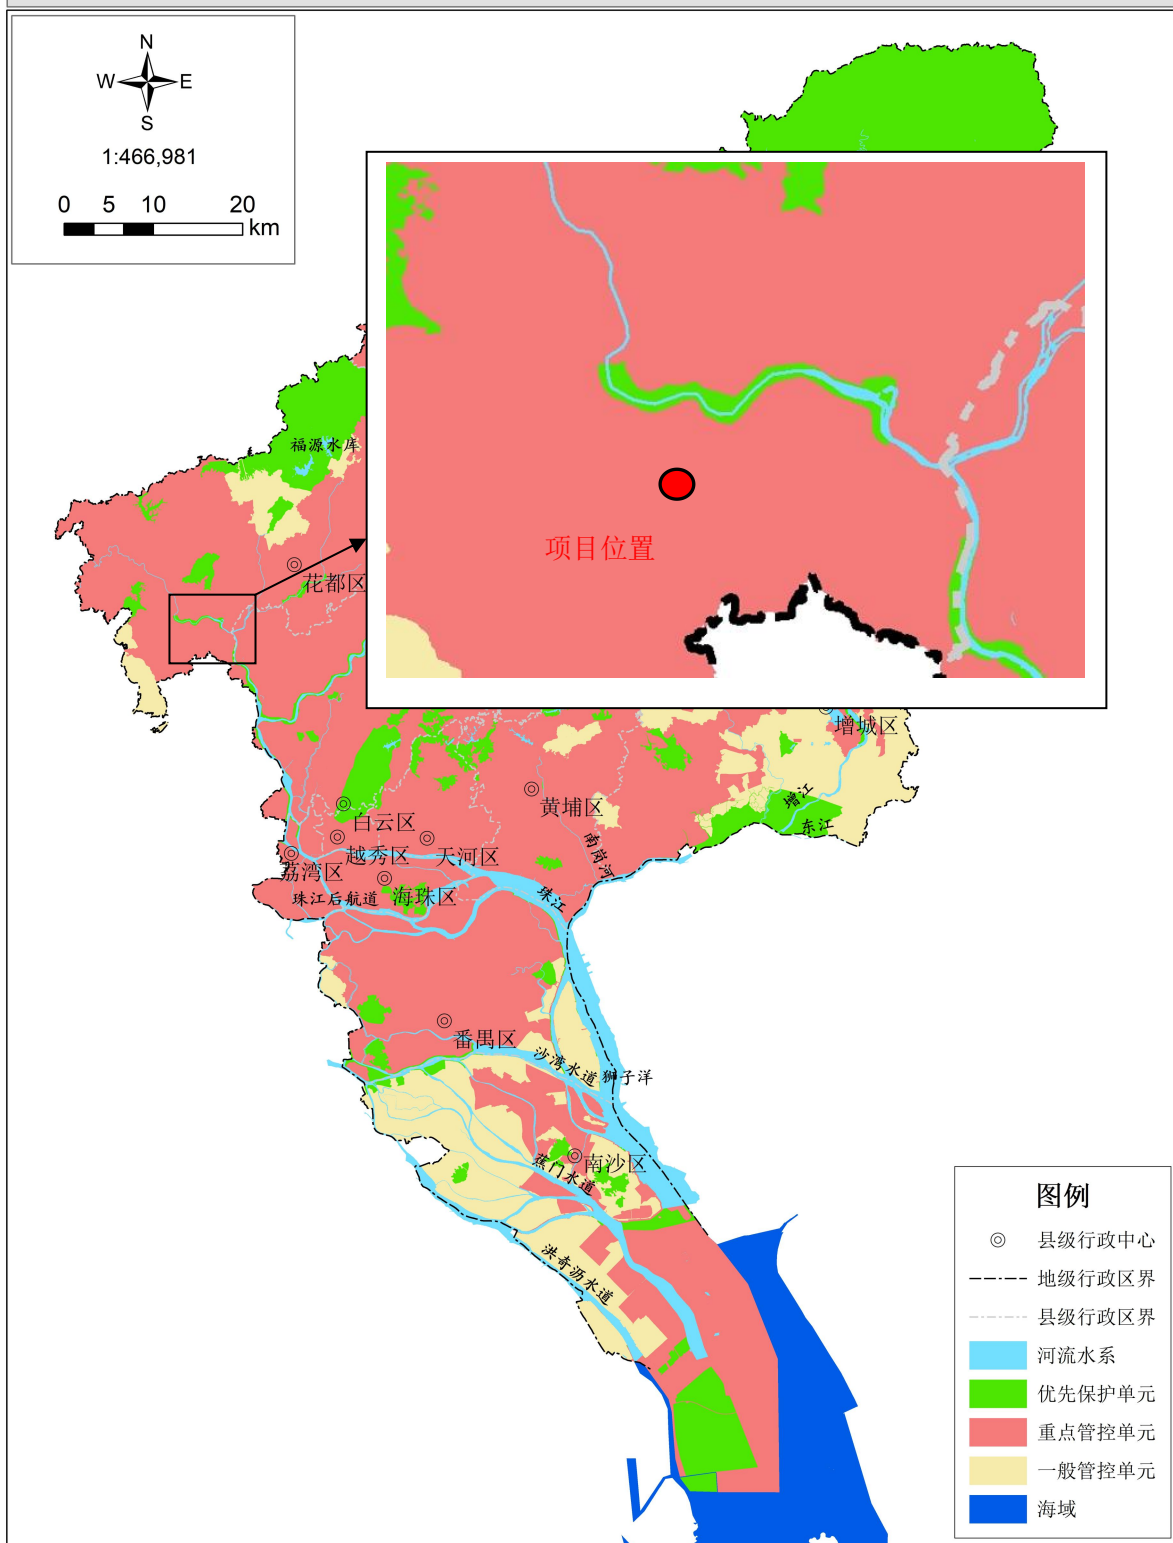 N
W E
S
1:466,981
0 5 10 20
km
福源水库
花都区
项目位置
增城区
增江
东江
黄埔区
南岗河
白云区
越秀区
天河区
荔湾区
海珠区
珠江后航道
珠江
番禺区
沙湾水道
狮子洋
南沙区
蕉门水道
洪奇沥水道
图例
县级行政中心
地级行政区界
县级行政区界
河流水系
优先保护单元
重点管控单元
一般管控单元
海域